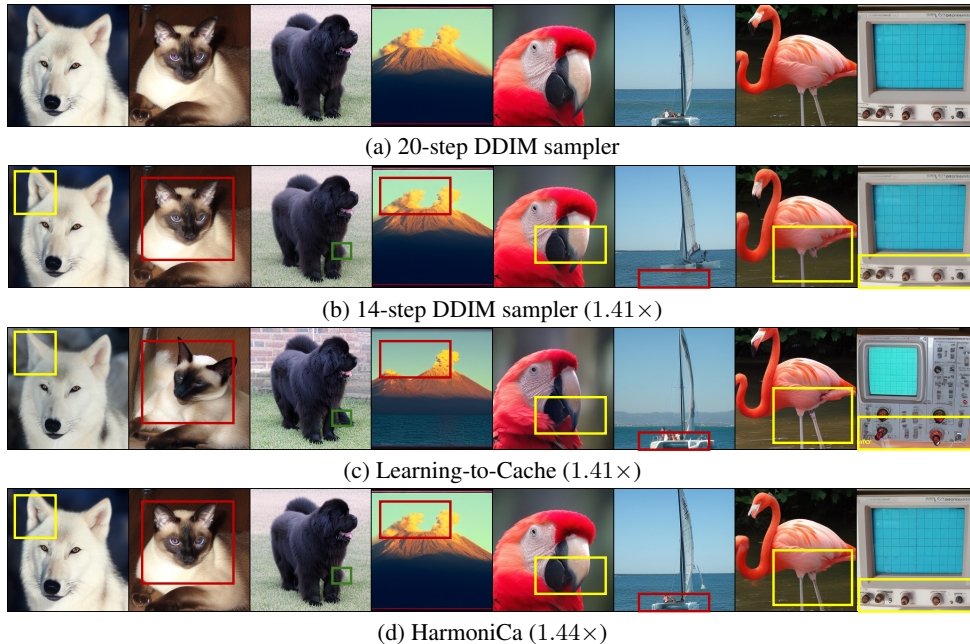 (a) 20-step DDIM sampler
(b) 14-step DDIM sampler (1.41×)
(c) Learning-to-Cache (1.41×)
(d) HarmoniCa (1.44×)